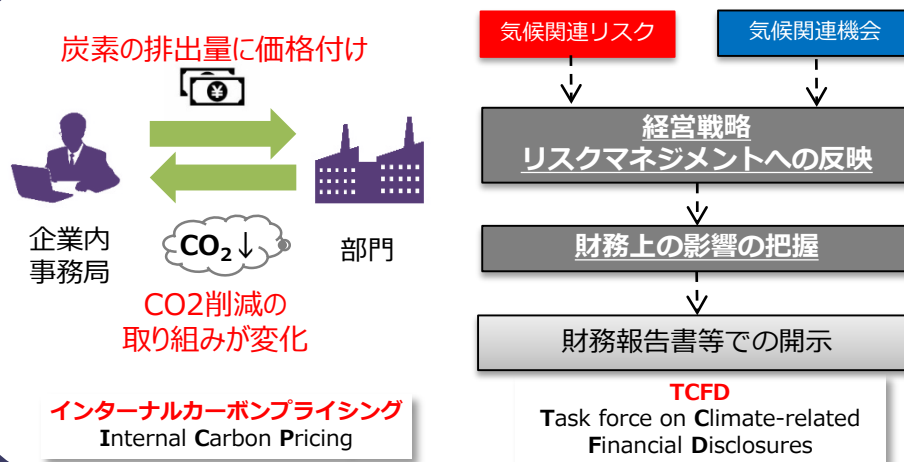 炭素の排出量に価格付け
¥
企業内
事務局
CO₂↓
部門
CO2削減の
取り組みが変化
インターナルカーボンプライシング
Internal Carbon Pricing
気候関連リスク
気候関連機会
経営戦略
リスクマネジメントへの反映
財務上の影響の把握
財務報告書等での開示
TCFD
Task force on Climate-related
Financial Disclosures